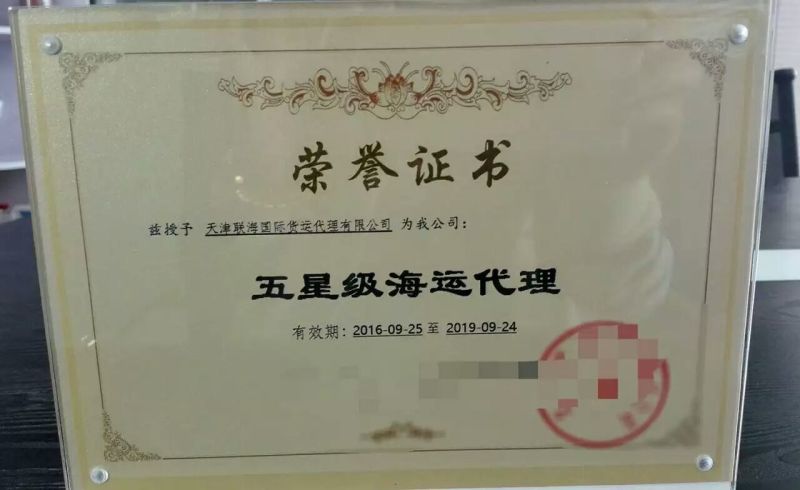 荣誉证书
兹授予 天津联海国际货运代理有限公司 为我公司：
五星级海运代理
有效期：2016-09-25 至 2019-09-24